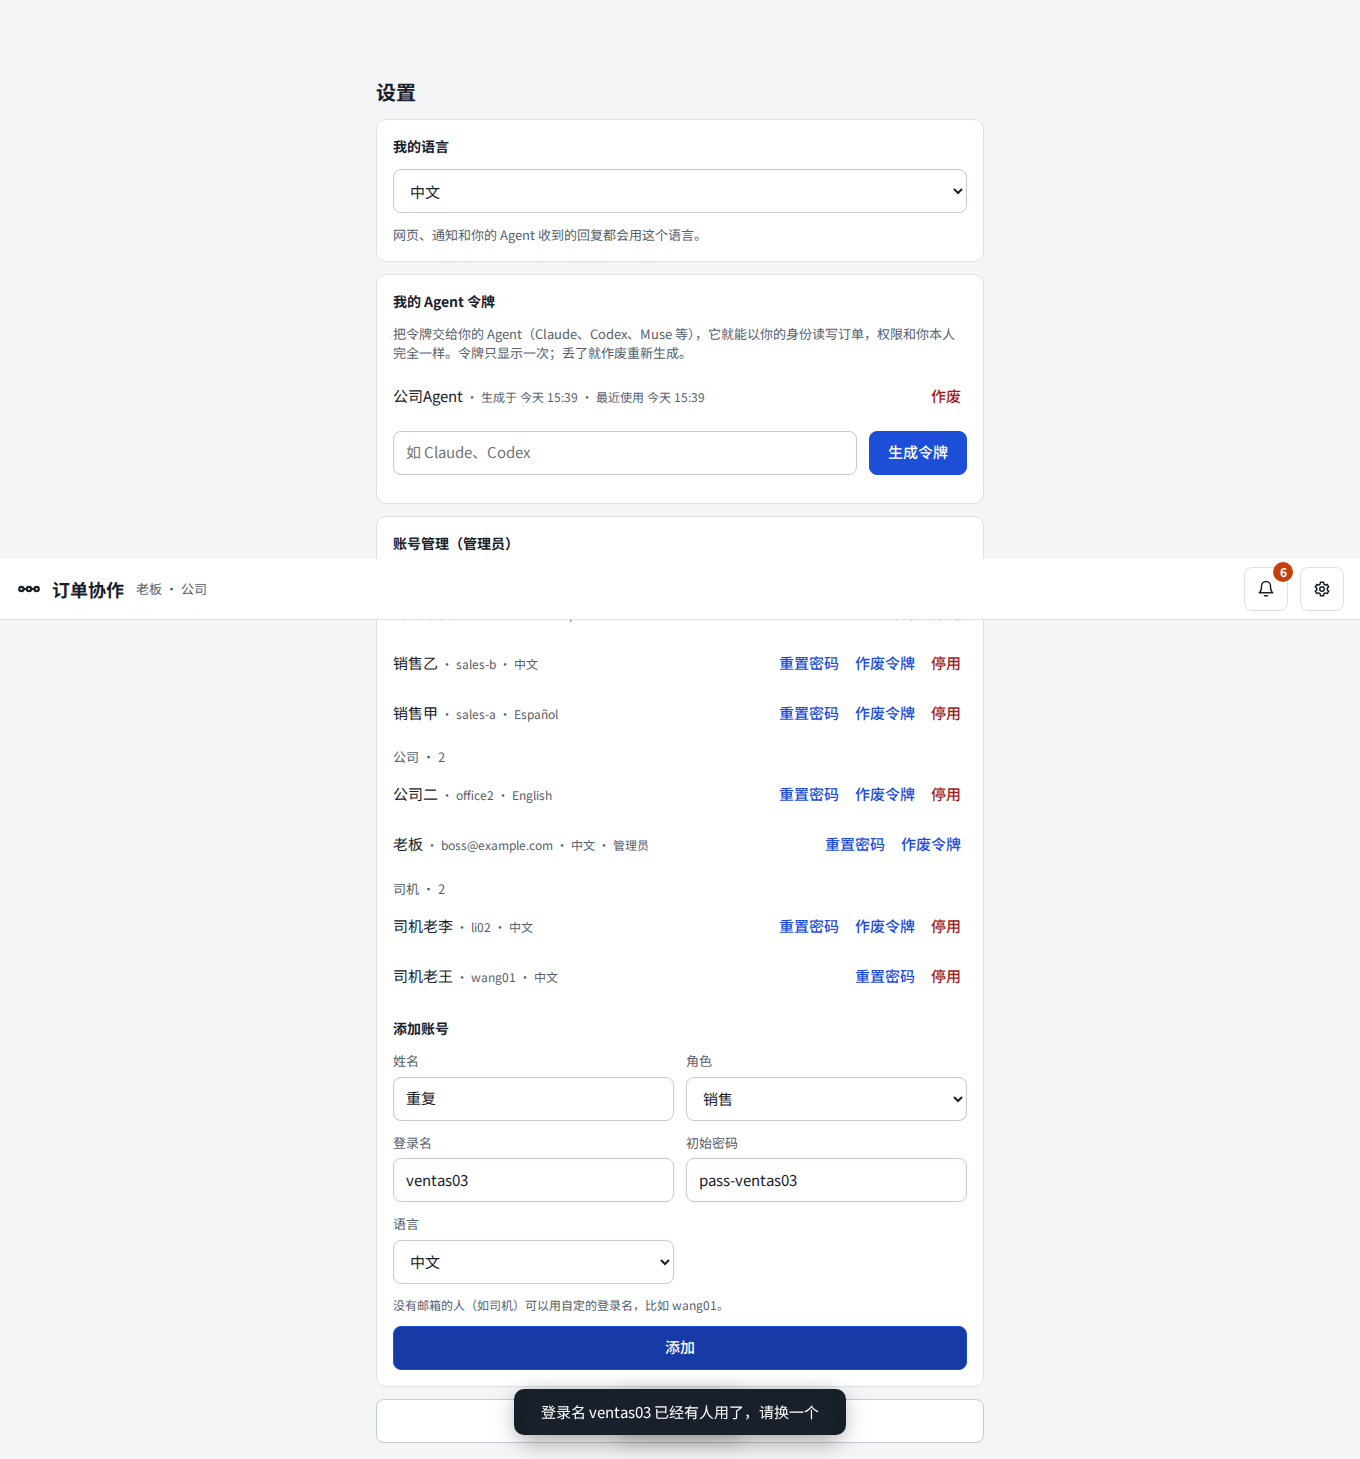 设置
我的语言
中文
网页、通知和你的 Agent 收到的回复都会用这个语言。
我的 Agent 令牌
把令牌交给你的 Agent（Claude、Codex、Muse 等），它就能以你的身份读写订单，权限和你本人
完全一样。令牌只显示一次；丢了就作废重新生成。
公司Agent · 生成于 今天 15:39 · 最近使用 今天 15:39 作废
如 Claude、Codex 生成令牌
账号管理（管理员）
订单协作 老板 · 公司 6
销售乙 · sales-b · 中文 重置密码 作废令牌 停用
销售甲 · sales-a · Español 重置密码 作废令牌 停用
公司 · 2
公司二 · office2 · English 重置密码 作废令牌 停用
老板 · boss@example.com · 中文 · 管理员 重置密码 作废令牌
司机 · 2
司机老李 · li02 · 中文 重置密码 作废令牌 停用
司机老王 · wang01 · 中文 重置密码 停用
添加账号
姓名 角色
重复 销售
登录名 初始密码
ventas03 pass-ventas03
语言
中文
没有邮箱的人（如司机）可以用自定的登录名，比如 wang01。
添加
登录名 ventas03 已经有人用了，请换一个